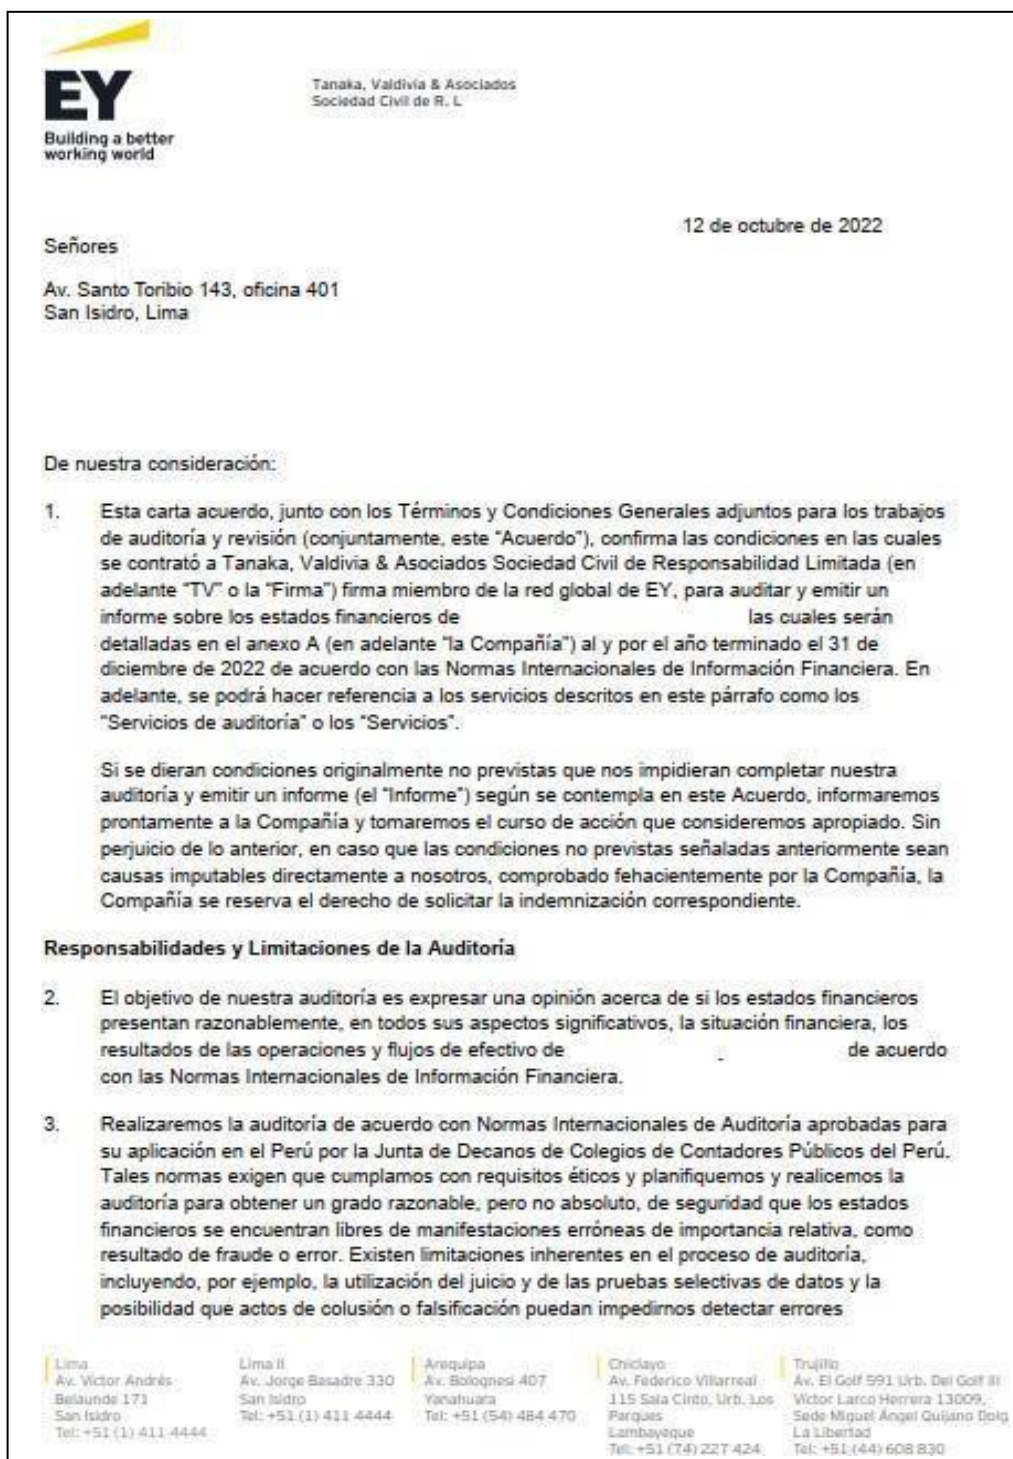 EY
Building a better
working world
Tanaka, Valdivia & Asociados
Sociedad Civil de R. L
12 de octubre de 2022
Señores
Av. Santo Toribio 143, oficina 401
San Isidro, Lima
De nuestra consideración:
1. Esta carta acuerdo, junto con los Términos y Condiciones Generales adjuntos para los trabajos
de auditoría y revisión (conjuntamente, este “Acuerdo”), confirma las condiciones en las cuales
se contrató a Tanaka, Valdivia & Asociados Sociedad Civil de Responsabilidad Limitada (en
adelante “TV” o la “Firma”) firma miembro de la red global de EY, para auditar y emitir un
informe sobre los estados financieros de las cuales serán
detalladas en el anexo A (en adelante “la Compañía”) al y por el año terminado el 31 de
diciembre de 2022 de acuerdo con las Normas Internacionales de Información Financiera. En
adelante, se podrá hacer referencia a los servicios descritos en este párrafo como los
“Servicios de auditoría” o los “Servicios”.
Si se dieran condiciones originalmente no previstas que nos impidieran completar nuestra
auditoría y emitir un informe (el “Informe”) según se contempla en este Acuerdo, informaremos
prontamente a la Compañía y tomaremos el curso de acción que consideremos apropiado. Sin
perjuicio de lo anterior, en caso que las condiciones no previstas señaladas anteriormente sean
causas imputables directamente a nosotros, comprobado fehacientemente por la Compañía, la
Compañía se reserva el derecho de solicitar la indemnización correspondiente.
Responsabilidades y Limitaciones de la Auditoría
2. El objetivo de nuestra auditoría es expresar una opinión acerca de si los estados financieros
presentan razonablemente, en todos sus aspectos significativos, la situación financiera, los
resultados de las operaciones y flujos de efectivo de de acuerdo
con las Normas Internacionales de Información Financiera.
3. Realizaremos la auditoría de acuerdo con Normas Internacionales de Auditoría aprobadas para
su aplicación en el Perú por la Junta de Decanos de Colegios de Contadores Públicos del Perú.
Tales normas exigen que cumplamos con requisitos éticos y planifiquemos y realicemos la
auditoría para obtener un grado razonable, pero no absoluto, de seguridad que los estados
financieros se encuentran libres de manifestaciones erróneas de importancia relativa, como
resultado de fraude o error. Existen limitaciones inherentes en el proceso de auditoría,
incluyendo, por ejemplo, la utilización del juicio y de las pruebas selectivas de datos y la
posibilidad que actos de colusión o falsificación puedan impedirnos detectar errores
Lima
Av. Víctor Andrés
Belaunde 171
San Isidro
Tel: +51 (1) 411 4444
Lima II
Av. Jorge Basadre 330
San Isidro
Tel: +51 (1) 411 4444
Arequipa
Av. Bolognesi 407
Yanahuara
Tel: +51 (54) 484 470
Chiclayo
Av. Federico Villarreal
115 Sala Cinto, Urb. Los
Parques
Lambayeque
Tel: +51 (74) 227 424
Trujillo
Av. El Golf 591 Urb. Del Golf III
Víctor Larco Herrera 13009,
Sede Miguel Ángel Quijano Doig
La Libertad
Tel: +51 (44) 608 830